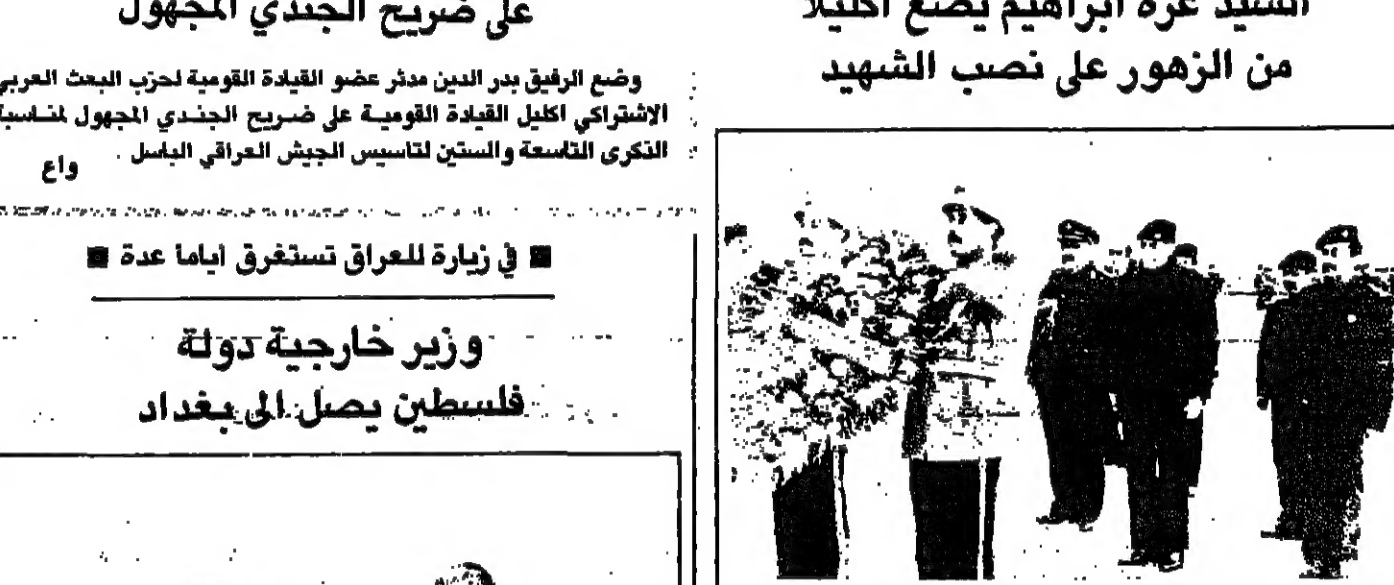 السيد عزة ابراهيم يضع اكليلا
من الزهور على نصب الشهيد
على ضريح الجندي المجهول
وضع الرفيق بدر الدين مدثر عضو القيادة القومية لحزب البعث العربي
الاشتراكي اكليل القيادة القومية على ضريح الجندي المجهول لمناسبة
الذكرى التاسعة والستين لتاسيس الجيش العراقي الباسل .
واع
■ في زيارة للعراق تستغرق اياما عدة ■
وزير خارجية دولة
فلسطين يصل الى بغداد